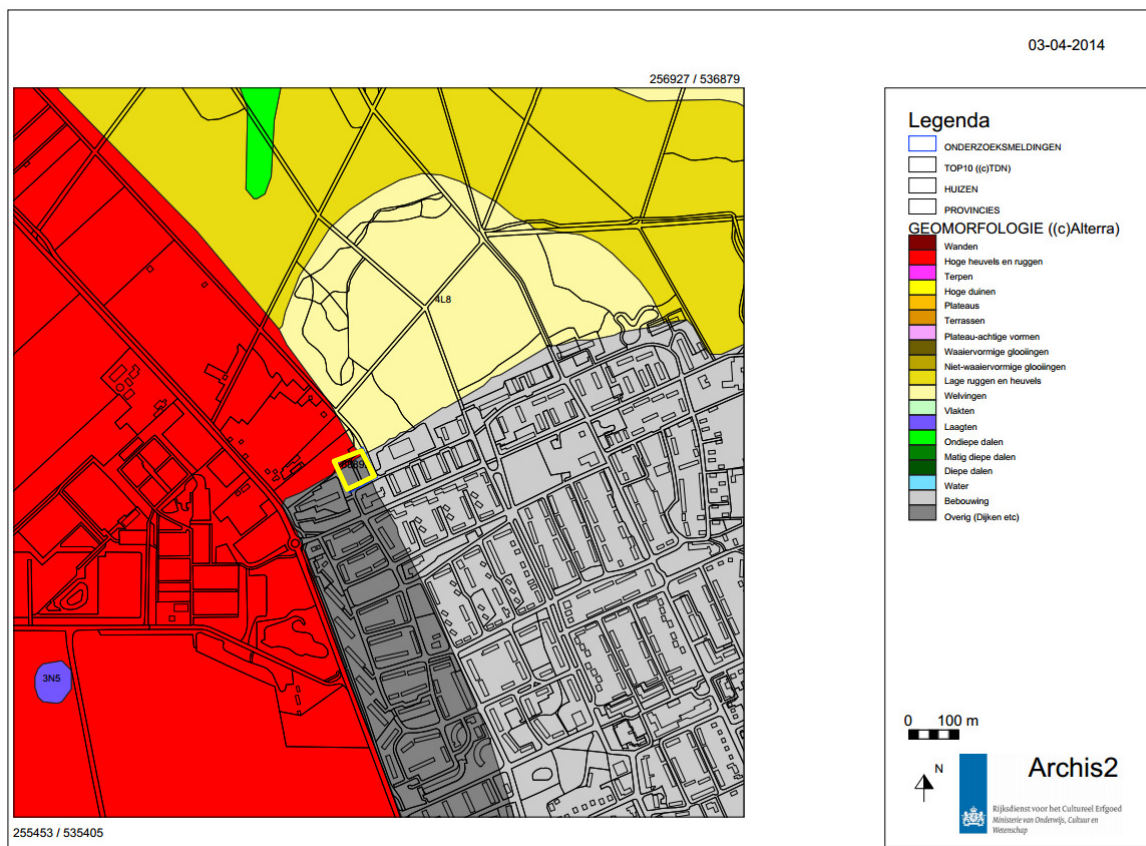 03-04-2014
256927 / 536879
4L8
3N5
255453 / 535405
Legenda
ONDERZOEKSMELDINGEN
TOP10 ((c)TDN)
HUIZEN
PROVINCIES
GEOMORFOLOGIE ((c)Alterra)
Wanden
Hoge heuvels en ruggen
Terpen
Hoge duinen
Plateaus
Terrassen
Plateau-achtige vormen
Waaiervormige glooiingen
Niet-waaiervormige glooiingen
Lage ruggen en heuvels
Welvingen
Vlakten
Laagten
Ondiepe dalen
Matig diepe dalen
Diepe dalen
Water
Bebouwing
Overig (Dijken etc)
0 100 m
N
Archis2
Rijksdienst voor het Cultureel Erfgoed
Ministerie van Onderwijs, Cultuur en
Wetenschap